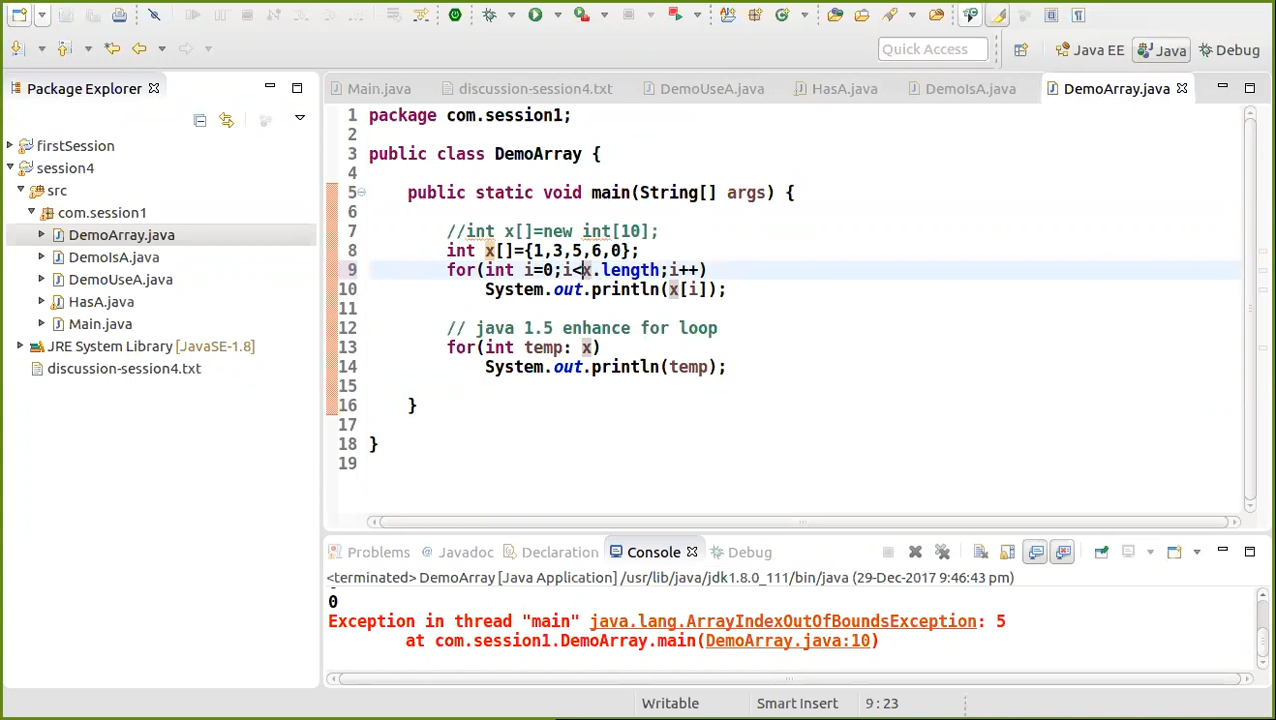 Quick Access
Java EE
Java
Debug
Package Explorer
Main.java
discussion-session4.txt
DemoUseA.java
HasA.java
DemoIsA.java
DemoArray.java
firstSession
session4
src
com.session1
DemoArray.java
DemoIsA.java
DemoUseA.java
HasA.java
Main.java
JRE System Library [JavaSE-1.8]
discussion-session4.txt
1 package com.session1;
2
3 public class DemoArray {
4
5 public static void main(String[] args) {
6
7 //int x[]=new int[10];
8 int x[]={1,3,5,6,0};
9 for(int i=0;i<x.length;i++)
10 System.out.println(x[i]);
11
12 // java 1.5 enhance for loop
13 for(int temp: x)
14 System.out.println(temp);
15
16 }
17
18 }
19
Problems
@ Javadoc
Declaration
Console
Debug
<terminated> DemoArray [Java Application] /usr/lib/java/jdk1.8.0_111/bin/java (29-Dec-2017 9:46:43 pm)
0
Exception in thread "main" java.lang.ArrayIndexOutOfBoundsException: 5
at com.session1.DemoArray.main(DemoArray.java:10)
Writable
Smart Insert
9 : 23